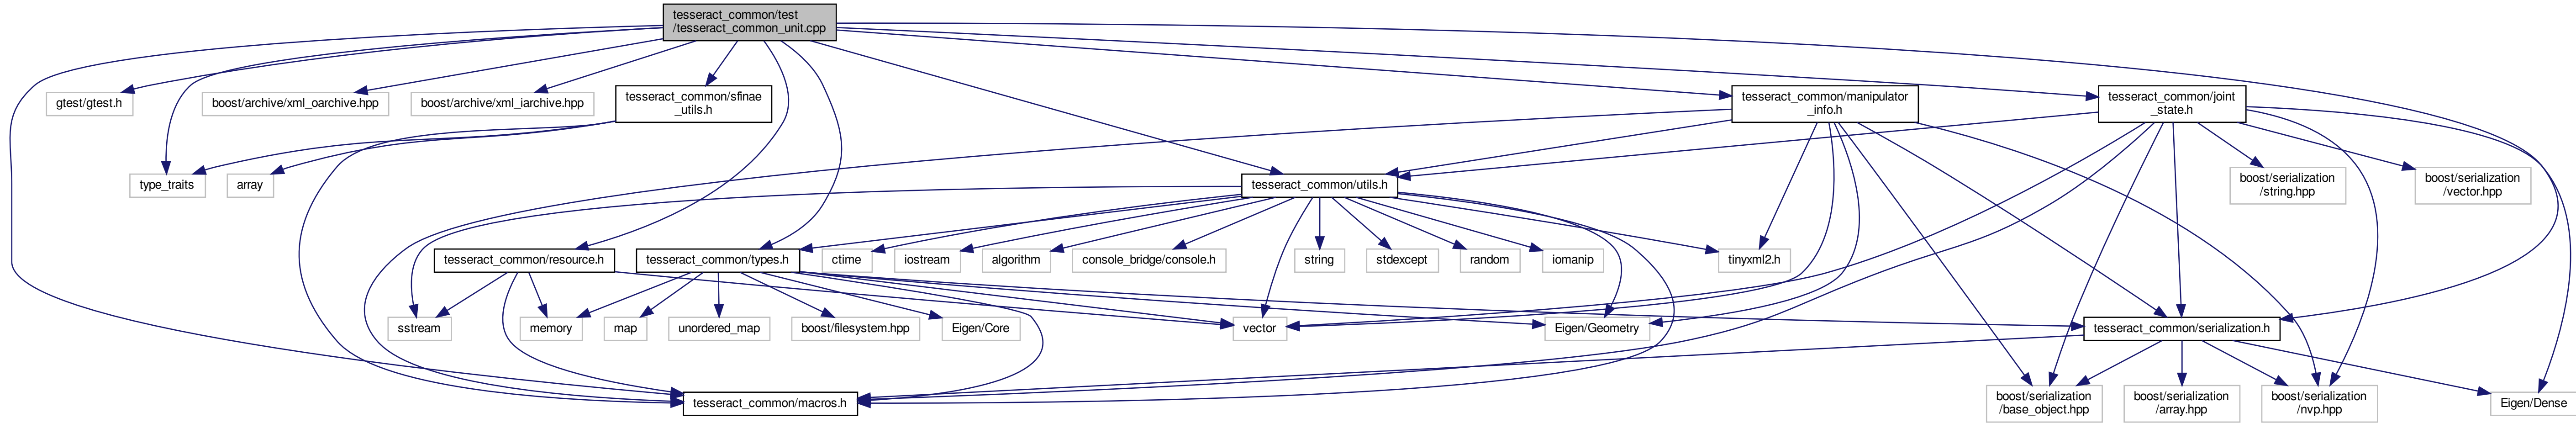 tesseract_common/test
/tesseract_common_unit.cpp
gtest/gtest.h
boost/archive/xml_oarchive.hpp
boost/archive/xml_iarchive.hpp
tesseract_common/sfinae
_utils.h
tesseract_common/manipulator
_info.h
tesseract_common/joint
_state.h
type_traits
array
tesseract_common/utils.h
boost/serialization
/string.hpp
boost/serialization
/vector.hpp
tesseract_common/resource.h
tesseract_common/types.h
ctime
iostream
algorithm
console_bridge/console.h
string
stdexcept
random
iomanip
tinyxml2.h
sstream
memory
map
unordered_map
boost/filesystem.hpp
Eigen/Core
vector
Eigen/Geometry
tesseract_common/serialization.h
tesseract_common/macros.h
boost/serialization
/base_object.hpp
boost/serialization
/array.hpp
boost/serialization
/nvp.hpp
Eigen/Dense